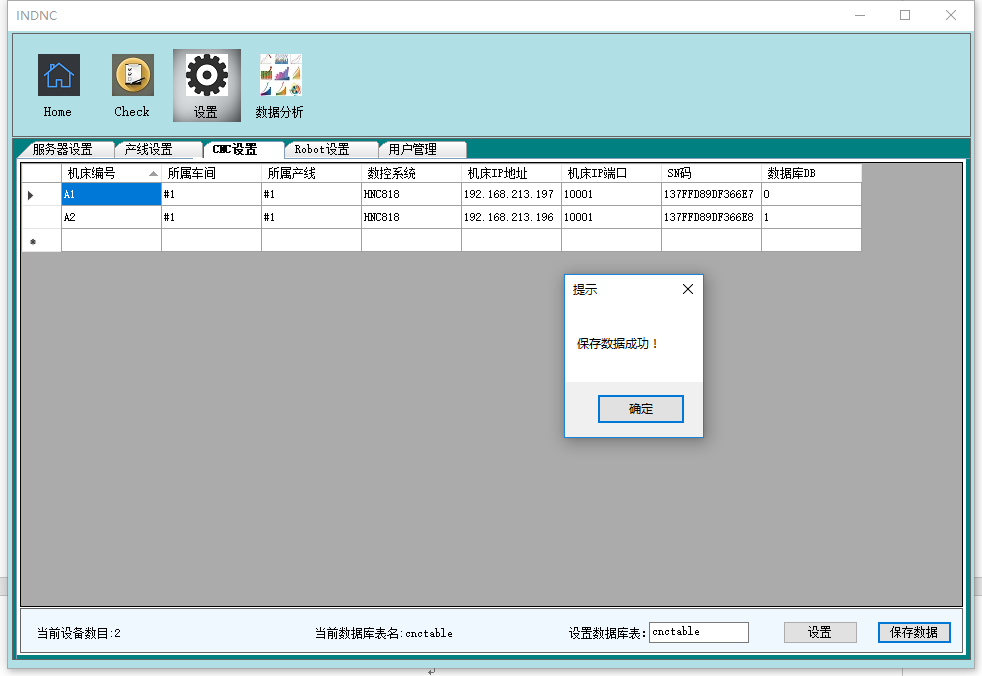 INDNC
Home
Check
设置
数据分析
服务器设置
产线设置
CNC设置
Robot设置
用户管理
机床编号 所属车间 所属产线 数控系统 机床IP地址 机床IP端口 SN码 数据库DB
A1 #1 #1 HNC818 192.168.213.197 10001 137FFD89DF366E7 0
A2 #1 #1 HNC818 192.168.213.196 10001 137FFD89DF366E8 1
提示
保存数据成功！
确定
当前设备数目:2
当前数据库表名:cnctable
设置数据库表:
cnctable
设置
保存数据